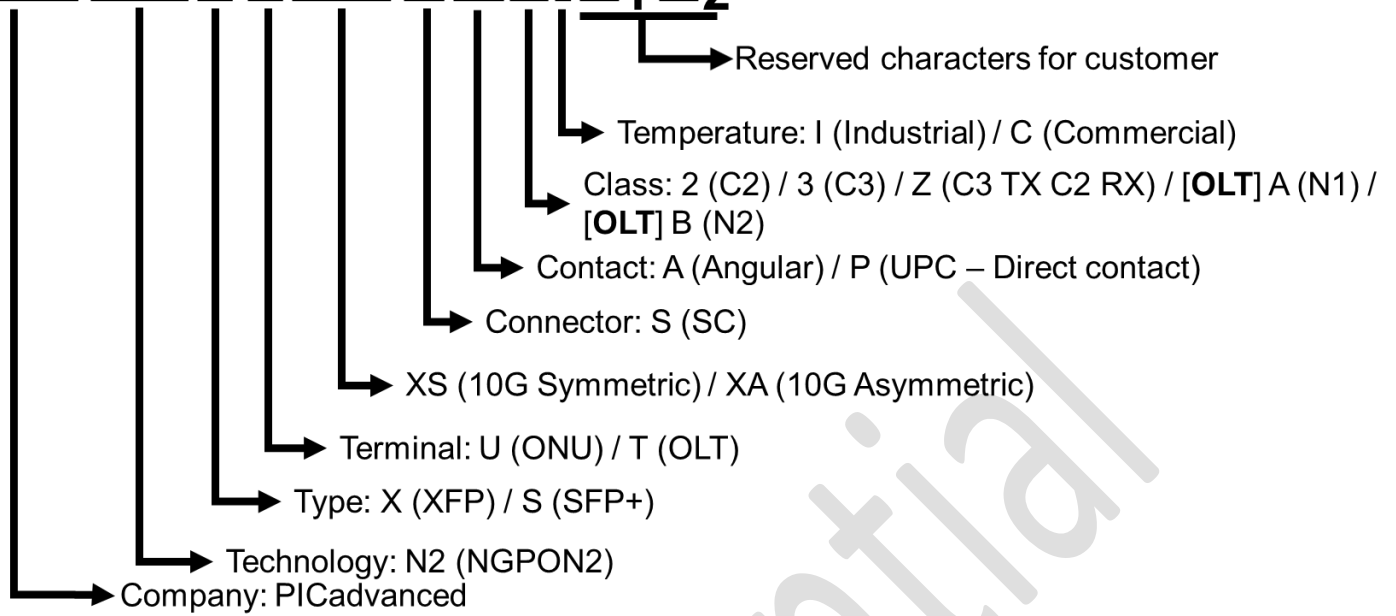 Reserved characters for customer
Temperature: I (Industrial) / C (Commercial)
Class: 2 (C2) / 3 (C3) / Z (C3 TX C2 RX) / [OLT] A (N1) /
[OLT] B (N2)
Contact: A (Angular) / P (UPC – Direct contact)
Connector: S (SC)
XS (10G Symmetric) / XA (10G Asymmetric)
Terminal: U (ONU) / T (OLT)
Type: X (XFP) / S (SFP+)
Technology: N2 (NGPON2)
Company: PICadvanced
ntial